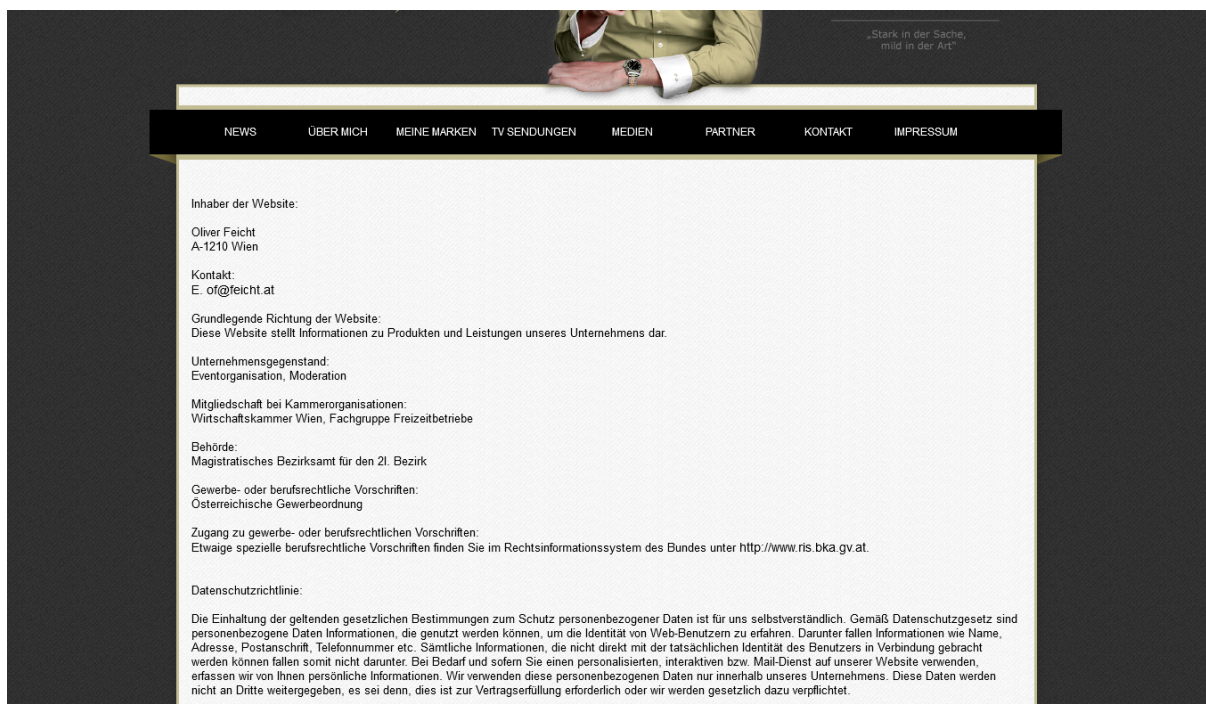 „Stark in der Sache,
mild in der Art"
NEWS ÜBER MICH MEINE MARKEN TV SENDUNGEN MEDIEN PARTNER KONTAKT IMPRESSUM
Inhaber der Website:
Oliver Feicht
A-1210 Wien
Kontakt:
E. of@feicht.at
Grundlegende Richtung der Website:
Diese Website stellt Informationen zu Produkten und Leistungen unseres Unternehmens dar.
Unternehmensgegenstand:
Eventorganisation, Moderation
Mitgliedschaft bei Kammerorganisationen:
Wirtschaftskammer Wien, Fachgruppe Freizeitbetriebe
Behörde:
Magistratisches Bezirksamt für den 2I. Bezirk
Gewerbe- oder berufsrechtliche Vorschriften:
Österreichische Gewerbeordnung
Zugang zu gewerbe- oder berufsrechtlichen Vorschriften:
Etwaige spezielle berufsrechtliche Vorschriften finden Sie im Rechtsinformationssystem des Bundes unter http://www.ris.bka.gv.at.
Datenschutzrichtlinie:
Die Einhaltung der geltenden gesetzlichen Bestimmungen zum Schutz personenbezogener Daten ist für uns selbstverständlich. Gemäß Datenschutzgesetz sind
personenbezogene Daten Informationen, die genutzt werden können, um die Identität von Web-Benutzern zu erfahren. Darunter fallen Informationen wie Name,
Adresse, Postanschrift, Telefonnummer etc. Sämtliche Informationen, die nicht direkt mit der tatsächlichen Identität des Benutzers in Verbindung gebracht
werden können fallen somit nicht darunter. Bei Bedarf und sofern Sie einen personalisierten, interaktiven bzw. Mail-Dienst auf unserer Website verwenden,
erfassen wir von Ihnen persönliche Informationen. Wir verwenden diese personenbezogenen Daten nur innerhalb unseres Unternehmens. Diese Daten werden
nicht an Dritte weitergegeben, es sei denn, dies ist zur Vertragserfüllung erforderlich oder wir werden gesetzlich dazu verpflichtet.